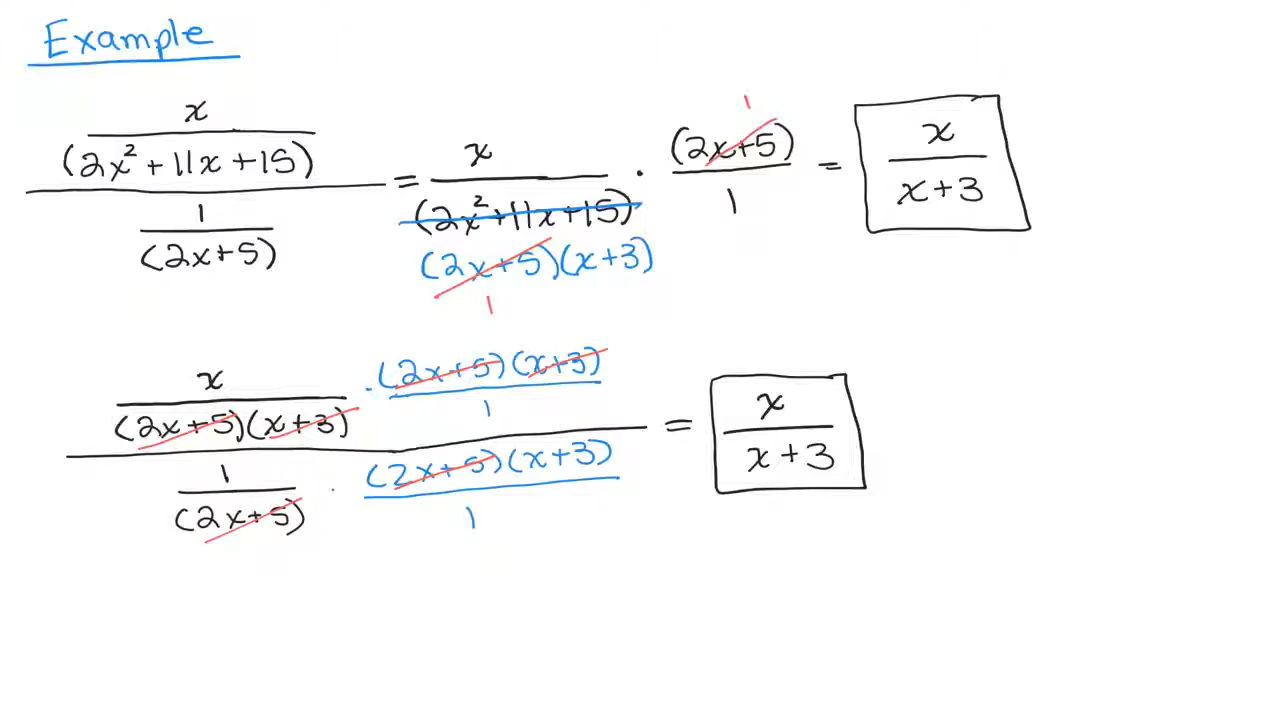 Example
x/(2x²+11x+15) / 1/(2x+5) = x/(2x²+11x+15) · (2x+5)/1 = x/(x+3)
1
(2x+5)(x+3)
1
x/(2x+5)(x+3) · (2x+5)(x+3)/1 / 1/(2x+5) · (2x+5)(x+3)/1 = x/(x+3)